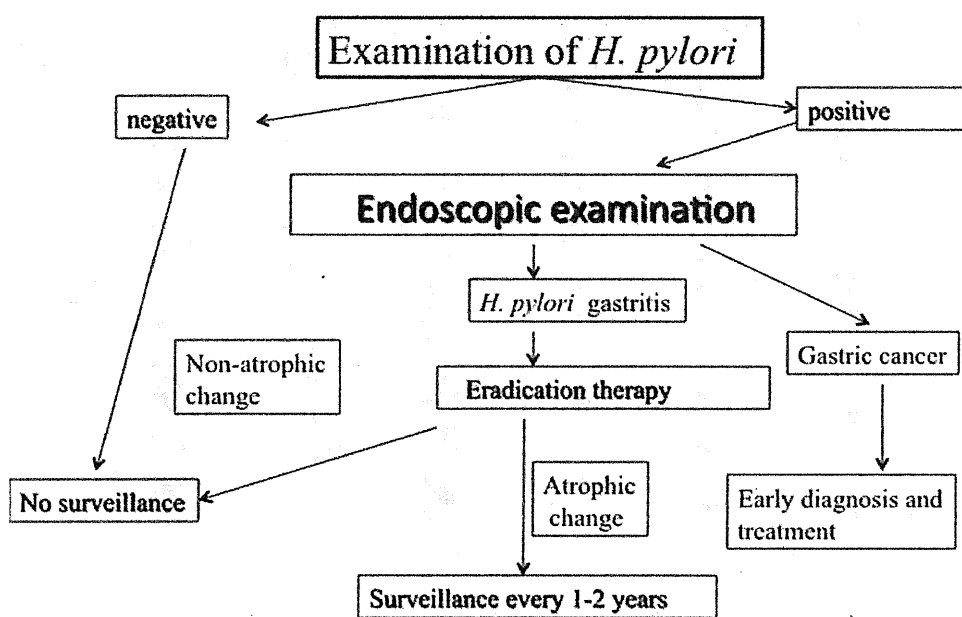 Examination of H. pylori
negative
positive
Endoscopic examination
H. pylori gastritis
Non-atrophic
change
Gastric cancer
Eradication therapy
No surveillance
Atrophic
change
Early diagnosis and
treatment
Surveillance every 1-2 years